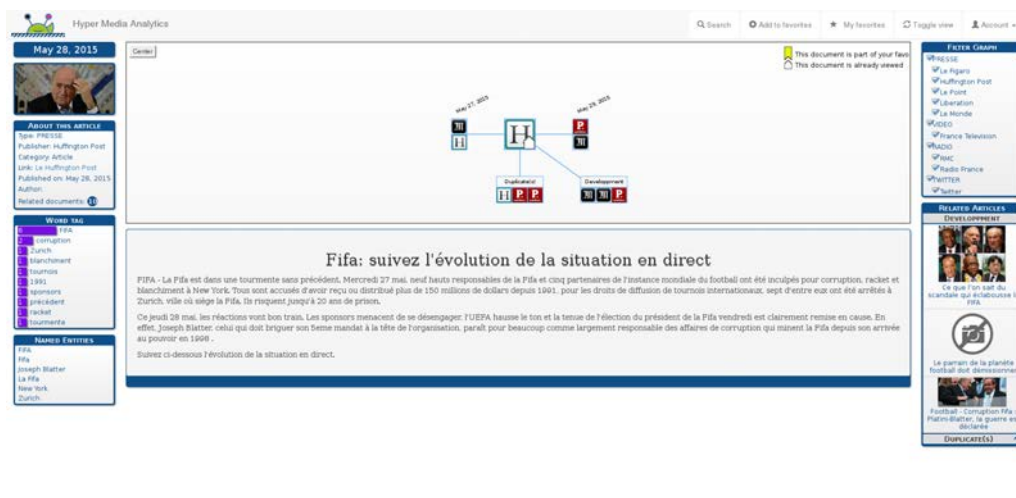 Hyper Media Analytics
Search
Add to favorites
My favorites
Toggle view
Account
May 28, 2015
ABOUT THIS ARTICLE
Type: PRESSE
Publisher: Huffington Post
Category: Article
Link: Le Huffington Post
Published on: May 28, 2015
Author:
Related documents: 10
WORD TAG
6 FIFA
2 corruption
1 Zurich
1 blanchiment
1 tournois
1 1991
1 sponsors
1 précédent
1 racket
1 tourmente
NAMED ENTITIES
FIFA
Fifa
Joseph Blatter
La Fifa
New York
Zurich
Center
This document is part of your favo
This document is already viewed
May 27, 2015
May 29, 2015
H
P
H
Duplicate(s)
H P P
Development
P
Fifa: suivez l'évolution de la situation en direct
FIFA - La Fifa est dans une tourmente sans précédent. Mercredi 27 mai, neuf hauts responsables de la Fifa et cinq partenaires de l'instance mondiale du football ont été inculpés pour corruption, racket et
blanchiment à New York. Tous sont accusés d'avoir reçu ou distribué plus de 150 millions de dollars depuis 1991, pour les droits de diffusion de tournois internationaux, sept d'entre eux ont été arrêtés à
Zurich, ville où siège la Fifa. Ils risquent jusqu'à 20 ans de prison.
Ce jeudi 28 mai, les réactions vont bon train. Les sponsors menacent de se désengager, l'UEFA hausse le ton et la tenue de l'élection du président de la Fifa vendredi est clairement remise en cause. En
effet, Joseph Blatter, celui qui doit briguer son 5eme mandat à la tête de l'organisation, paraît pour beaucoup comme largement responsable des affaires de corruption qui minent la Fifa depuis son arrivée
au pouvoir en 1998 .
Suivez ci-dessous l'évolution de la situation en direct.
FILTER GRAPH
PRESSE
Le Figaro
Huffington Post
Le Point
Liberation
Le Monde
VIDEO
France Television
RADIO
RMC
Radio France
TWITTER
Twitter
RELATED ARTICLES
DEVELOPPMENT
Ce que l'on sait du
scandale qui éclabousse l
FIFA
Le parrain de la planète
football doit démissionner
Football - Corruption Fifa :
Platini-Blatter, la guerre es
déclarée
DUPLICATE(S)